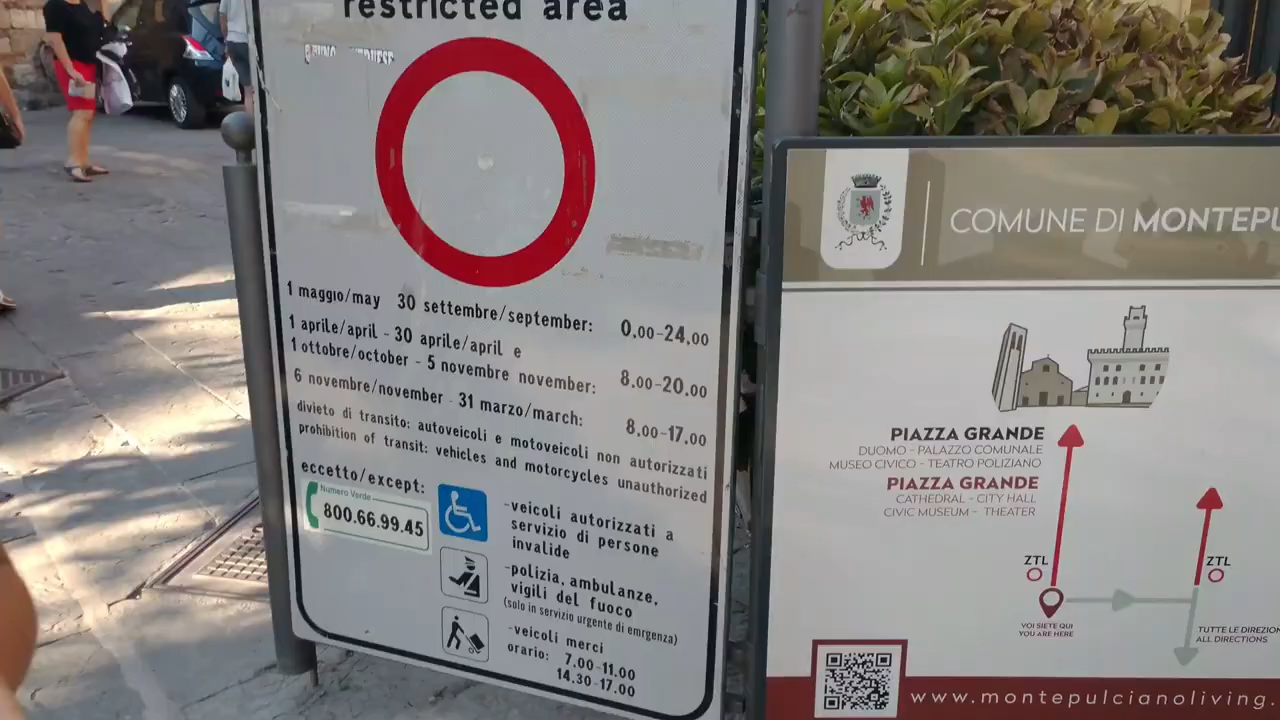 restricted area
1 maggio/may 30 settembre/september: 0.00-24.00
1 aprile/april - 30 aprile/april e
1 ottobre/october - 5 novembre november: 8.00-20.00
6 novembre/november - 31 marzo/march: 8.00-17.00
divieto di transito: autoveicoli e motoveicoli non autorizzati
prohibition of transit: vehicles and motorcycles unauthorized
eccetto/except:
Numero Verde
800.66.99.45
-veicoli autorizzati a
servizio di persone
invalide
-polizia, ambulanze,
vigili del fuoco
(solo in servizio urgente di emrgenza)
-veicoli merci
orario: 7.00-11.00
14.30-17.00
COMUNE DI MONTEPU
PIAZZA GRANDE
DUOMO - PALAZZO COMUNALE
MUSEO CIVICO - TEATRO POLIZIANO
PIAZZA GRANDE
CATHEDRAL - CITY HALL
CIVIC MUSEUM - THEATER
ZTL
ZTL
VOI SIETE QUI
YOU ARE HERE
TUTTE LE DIREZION
ALL DIRECTIONS
www.montepulcianoliving.